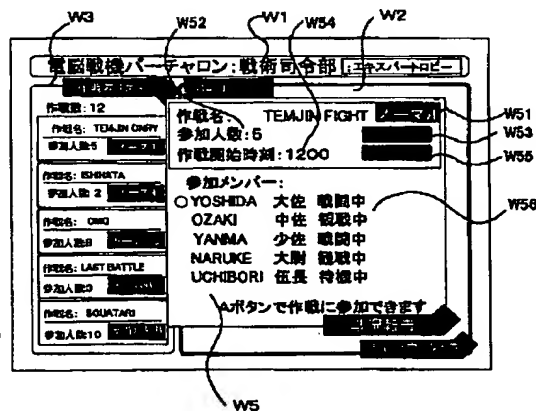 W3
W52
W1
W54
W2
電脳戦機バーチャロン:戦術司令部
:エキスパートロビー
作戦数: 12
作戦名: TEMJIN ONRY
参加人数:5
作戦名: ISHIHATA
参加人数: 2
作戦名: OMO
参加人数:8
作戦名: LAST BATTLE
参加人数:3
作戦名: SQUATARI
参加人数:10
作戦名: TEMJIN FIGHT ノーマル
参加人数:5
作戦開始時刻:1200
W51
W53
W55
参加メンバー:
○YOSHIDA 大佐 戦闘中
OZAKI 中佐 観戦中
YANMA 少佐 戦闘中
NARUKE 大尉 観戦中
UCHIBORI 伍長 待機中
W56
Aボタンで作戦に参加できます
W5